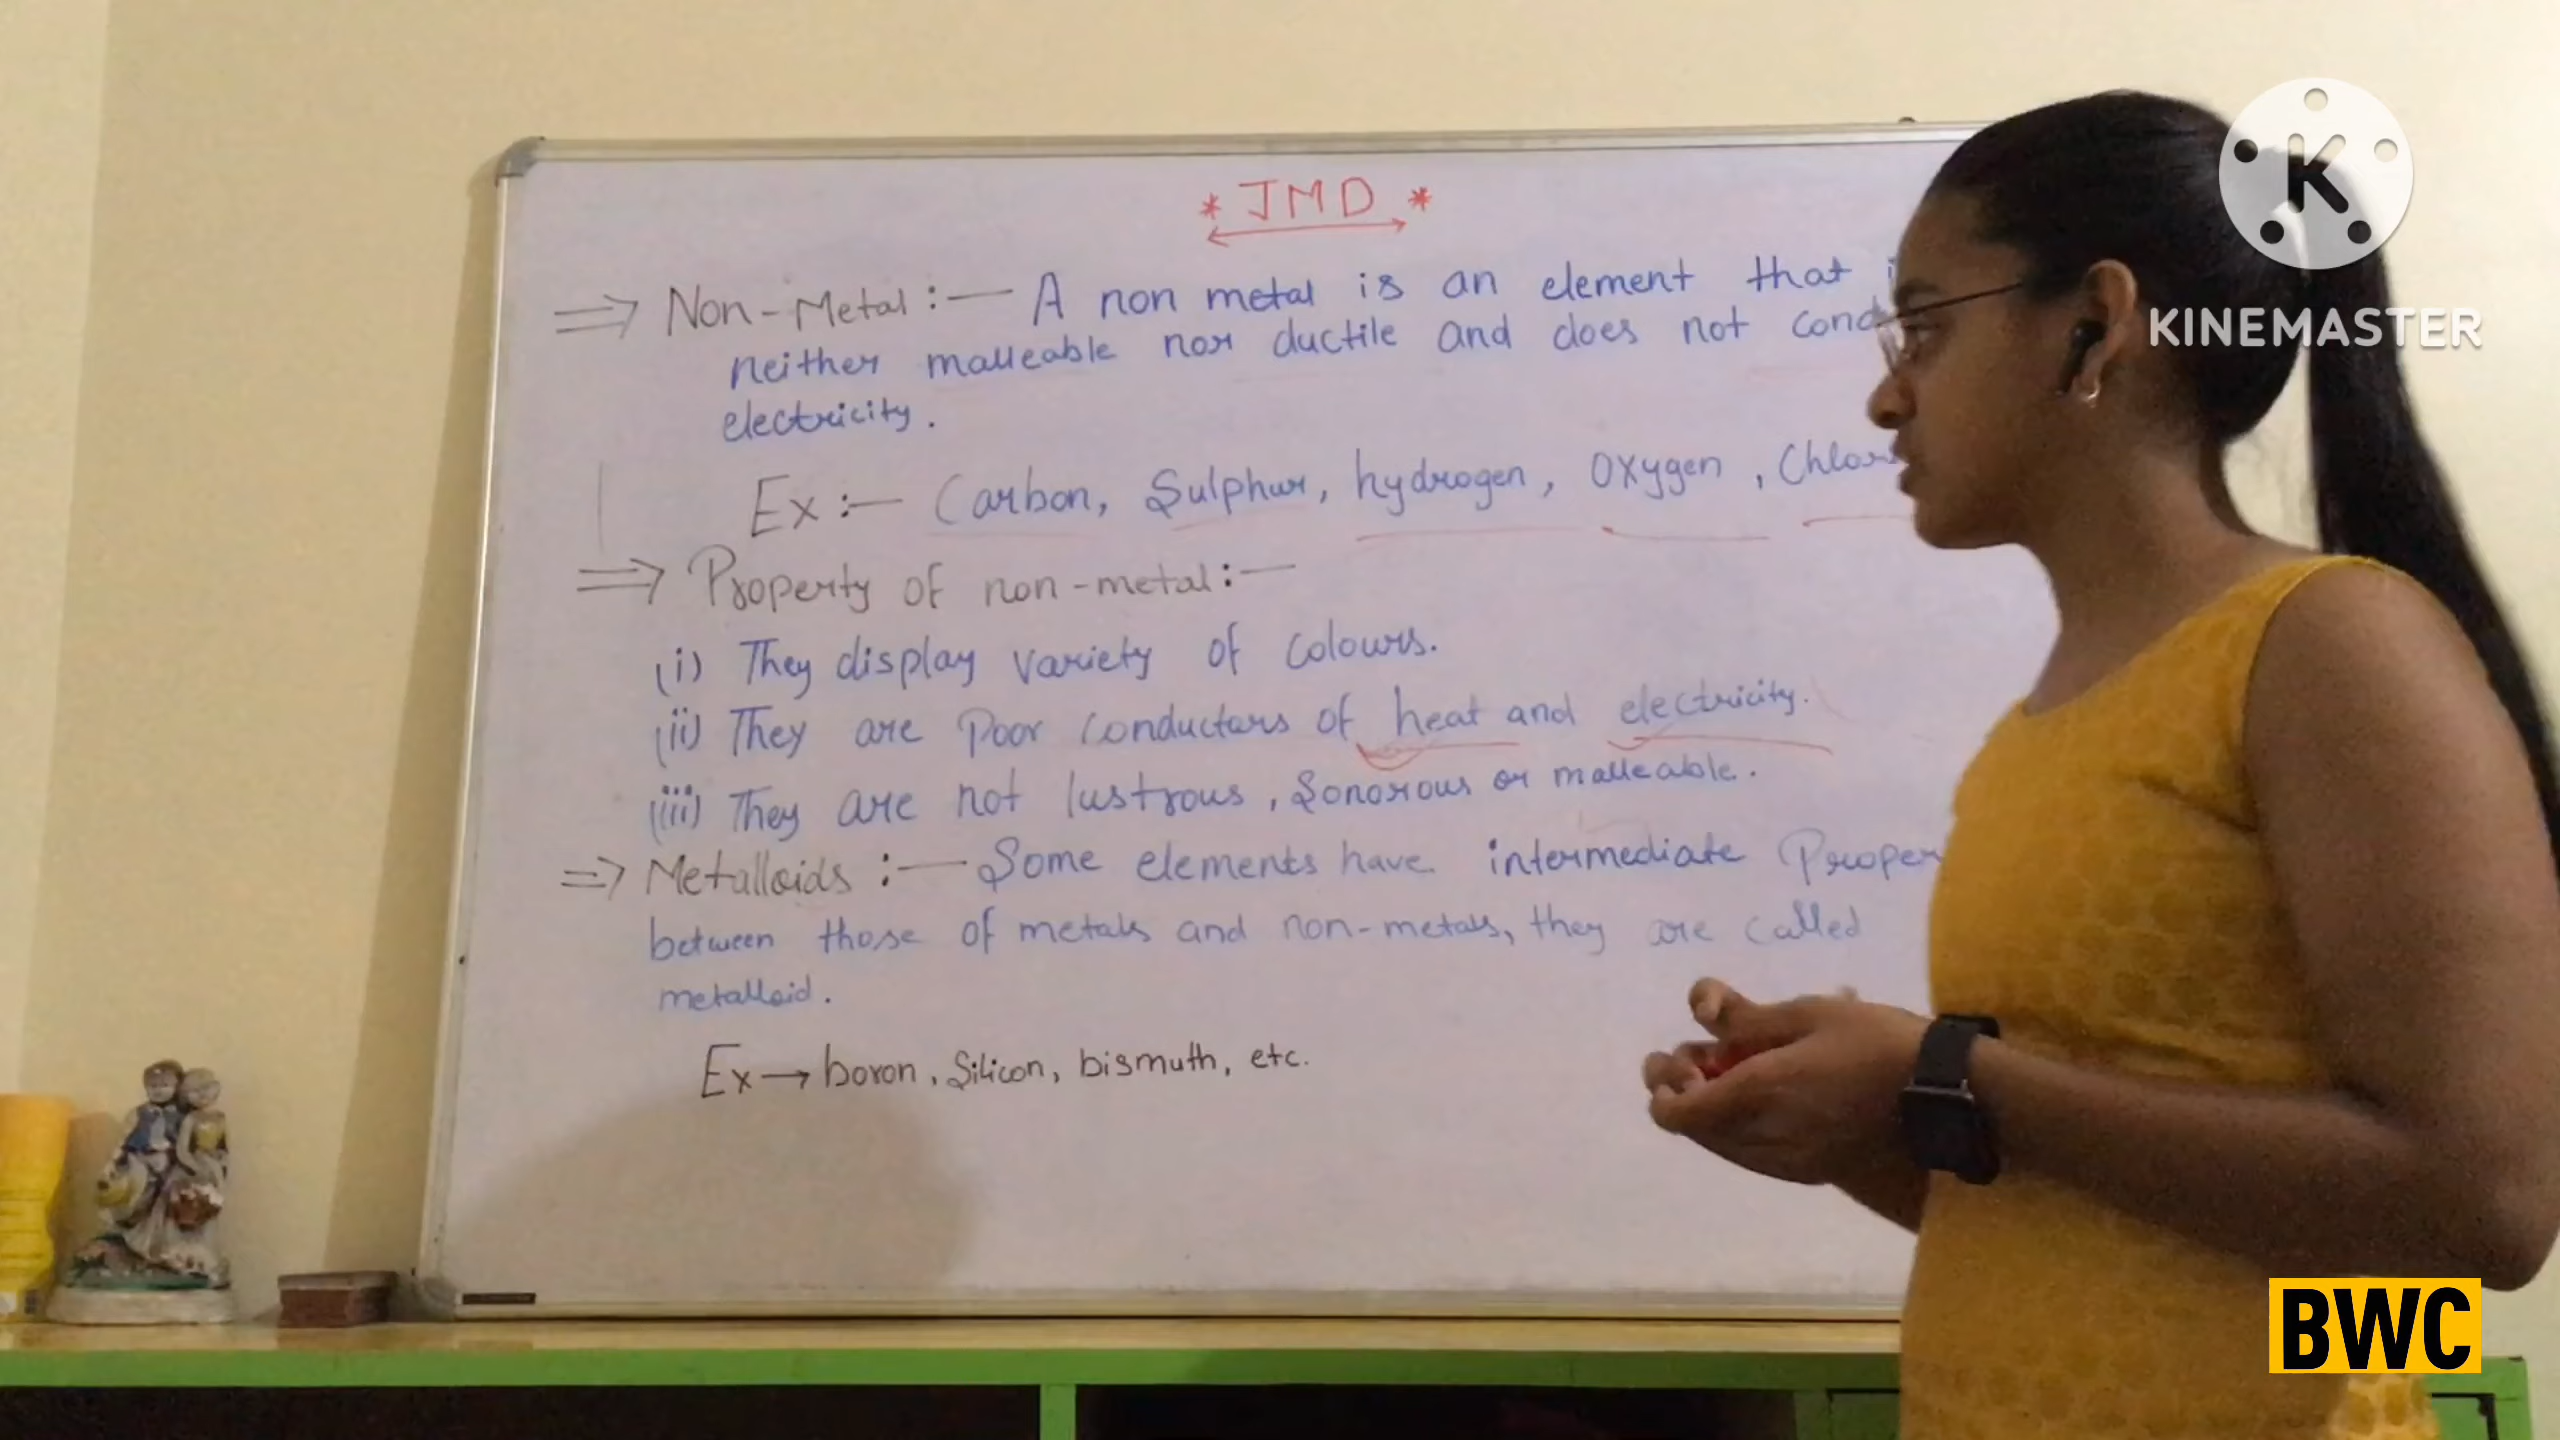 * JMD *
⇒ Non-Metal :— A non metal is an element that
neither malleable nor ductile and does not
electricity.
Ex :— Carbon, Sulphur, hydrogen, Oxygen,
⇒ Property of non-metal :—
(i) They display variety of colours.
(ii) They are Poor conductors of heat and electricity.
(iii) They are not lustrous, Sonorous or malleable.
⇒ Metalloids :— Some elements have intermediate
between those of metals and non-metals, they are called
metalloid.
Ex → boron, Silicon, bismuth, etc.
K
KINEMASTER
BWC